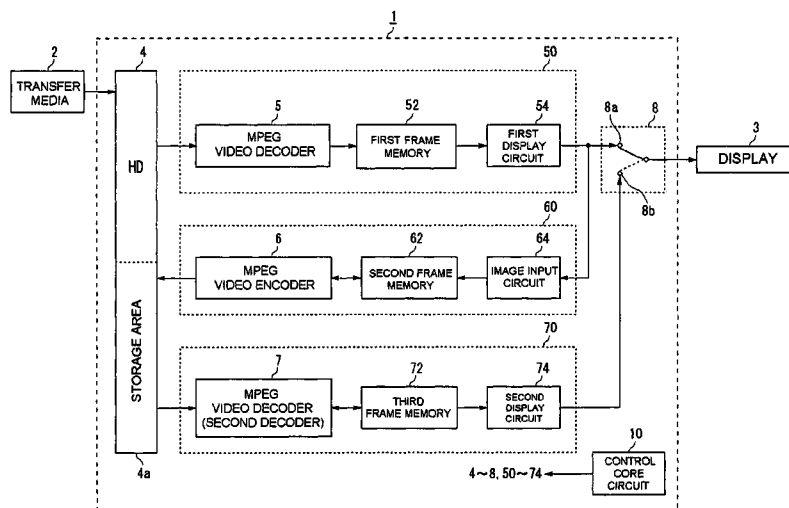 1
2
TRANSFER
MEDIA
4
HD
STORAGE AREA
4a
50
5
MPEG
VIDEO DECODER
52
FIRST FRAME
MEMORY
54
FIRST
DISPLAY
CIRCUIT
8a
8
8b
3
DISPLAY
60
6
MPEG
VIDEO ENCODER
62
SECOND FRAME
MEMORY
64
IMAGE INPUT
CIRCUIT
70
7
MPEG
VIDEO DECODER
(SECOND DECODER)
72
THIRD
FRAME MEMORY
74
SECOND
DISPLAY
CIRCUIT
10
CONTROL
CORE
CIRCUIT
4~8, 50~74